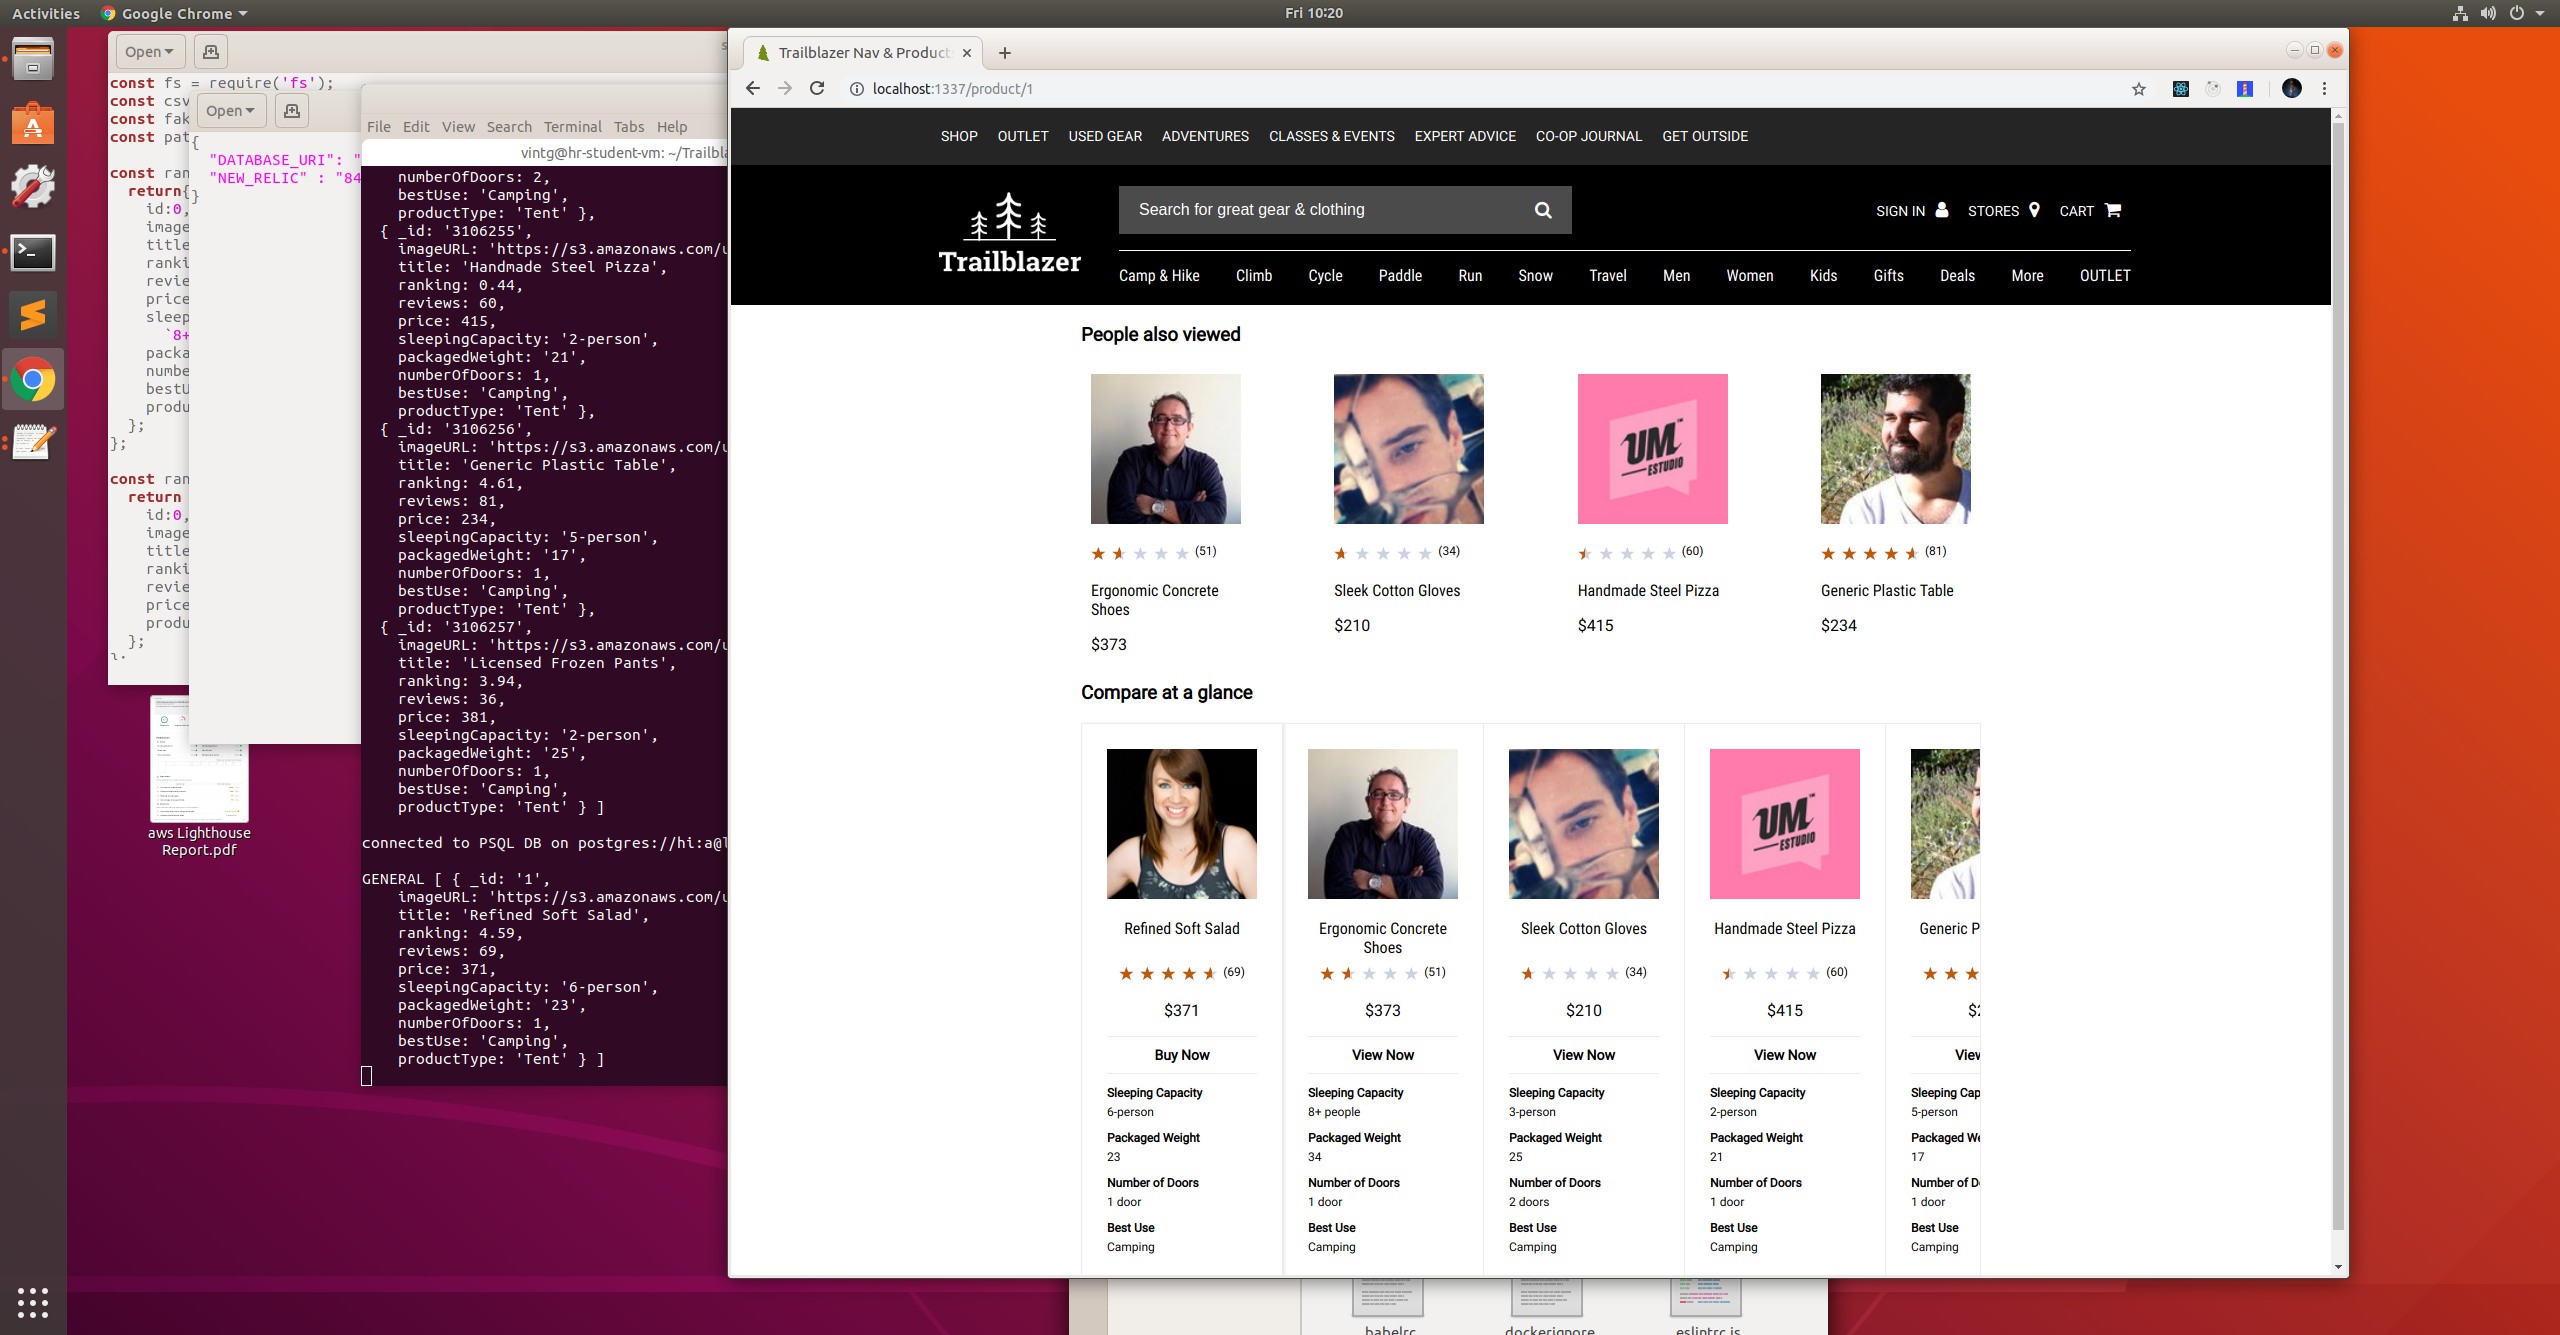 Activities
Google Chrome
Fri 10:20
Open
const fs = require('fs');
const csv
const fak
const pat
const ran
return{
id:0,
image
title
ranki
revie
price
sleep
`8+
packa
numbe
bestU
produ
};
};
const ran
return
id:0,
image
title
ranki
revie
price
produ
};
Open
{
"DATABASE_URI": "
"NEW_RELIC" : "84
}
aws Lighthouse
Report.pdf
File Edit View Search Terminal Tabs Help
vintg@hr-student-vm: ~/Trailbla
numberOfDoors: 2,
bestUse: 'Camping',
productType: 'Tent' },
{ _id: '3106255',
imageURL: 'https://s3.amazonaws.com/u
title: 'Handmade Steel Pizza',
ranking: 0.44,
reviews: 60,
price: 415,
sleepingCapacity: '2-person',
packagedWeight: '21',
numberOfDoors: 1,
bestUse: 'Camping',
productType: 'Tent' },
{ _id: '3106256',
imageURL: 'https://s3.amazonaws.com/u
title: 'Generic Plastic Table',
ranking: 4.61,
reviews: 81,
price: 234,
sleepingCapacity: '5-person',
packagedWeight: '17',
numberOfDoors: 1,
bestUse: 'Camping',
productType: 'Tent' },
{ _id: '3106257',
imageURL: 'https://s3.amazonaws.com/u
title: 'Licensed Frozen Pants',
ranking: 3.94,
reviews: 36,
price: 381,
sleepingCapacity: '2-person',
packagedWeight: '25',
numberOfDoors: 1,
bestUse: 'Camping',
productType: 'Tent' } ]
connected to PSQL DB on postgres://hi:a@l
GENERAL [ { _id: '1',
imageURL: 'https://s3.amazonaws.com/u
title: 'Refined Soft Salad',
ranking: 4.59,
reviews: 69,
price: 371,
sleepingCapacity: '6-person',
packagedWeight: '23',
numberOfDoors: 1,
bestUse: 'Camping',
productType: 'Tent' } ]
Trailblazer Nav & Product
localhost:1337/product/1
SHOP OUTLET USED GEAR ADVENTURES CLASSES & EVENTS EXPERT ADVICE CO-OP JOURNAL GET OUTSIDE
Trailblazer
Search for great gear & clothing
SIGN IN STORES CART
Camp & Hike Climb Cycle Paddle Run Snow Travel Men Women Kids Gifts Deals More OUTLET
People also viewed
UM™
ESTUDIO
(51) (34) (60) (81)
Ergonomic Concrete Shoes
Sleek Cotton Gloves
Handmade Steel Pizza
Generic Plastic Table
$373 $210 $415 $234
Compare at a glance
UM™
ESTUDIO
Refined Soft Salad
Ergonomic Concrete Shoes
Sleek Cotton Gloves
Handmade Steel Pizza
Generic P
(69) (51) (34) (60)
$371 $373 $210 $415 $2
Buy Now View Now View Now View Now View
Sleeping Capacity Sleeping Capacity Sleeping Capacity Sleeping Capacity Sleeping Cap
6-person 8+ people 3-person 2-person 5-person
Packaged Weight Packaged Weight Packaged Weight Packaged Weight Packaged We
23 34 25 21 17
Number of Doors Number of Doors Number of Doors Number of Doors Number of D
1 door 1 door 2 doors 1 door 1 door
Best Use Best Use Best Use Best Use Best Use
Camping Camping Camping Camping Camping
babelrc dockerignore eslintrc.js